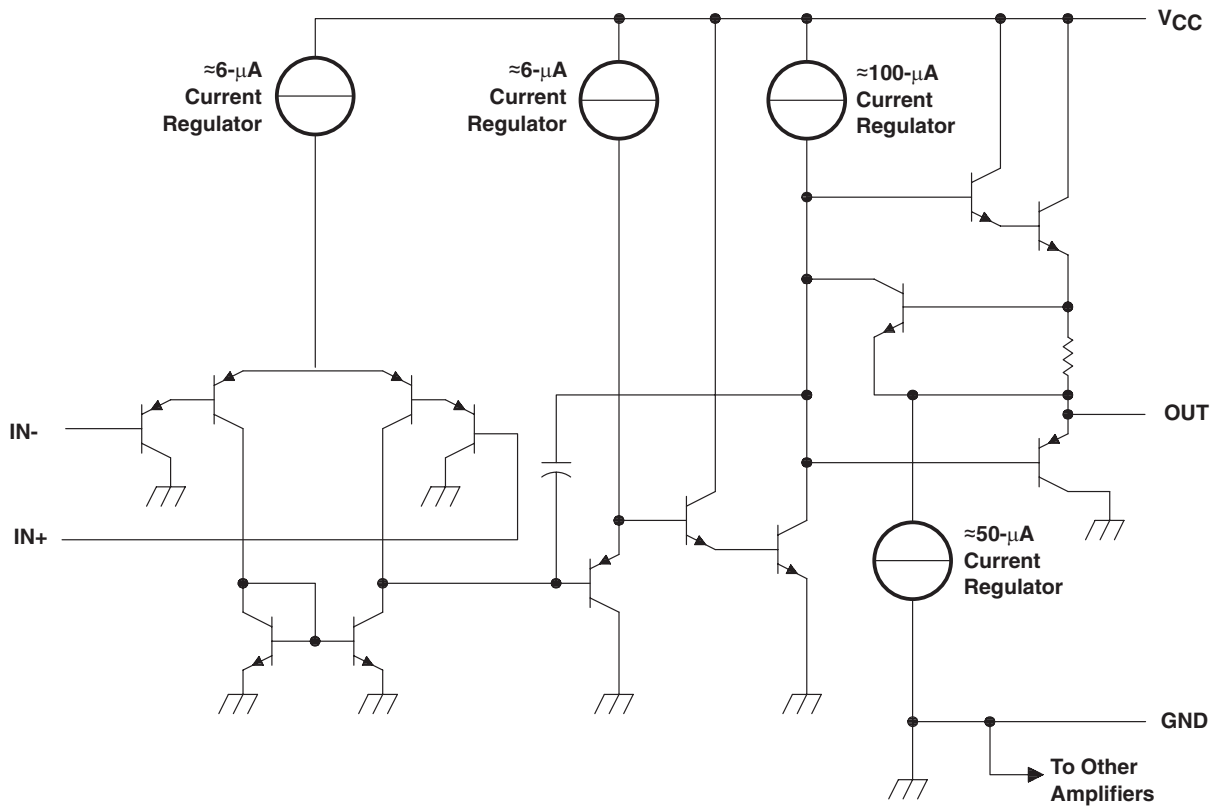 V_CC
≈6-μA
Current
Regulator
≈6-μA
Current
Regulator
≈100-μA
Current
Regulator
IN-
OUT
IN+
≈50-μA
Current
Regulator
GND
To Other
Amplifiers